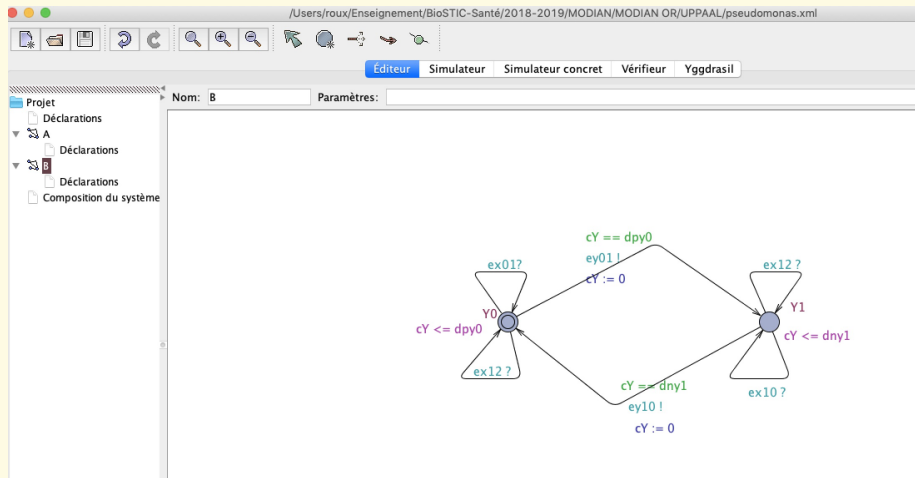 /Users/roux/Enseignement/BioSTIC-Santé/2018-2019/MODIAN/MODIAN OR/UPPAAL/pseudomonas.xml
Éditeur Simulateur Simulateur concret Vérifieur Yggdrasil
Nom: B Paramètres:
Projet
Déclarations
A
Déclarations
B
Déclarations
Composition du système
cY == dpy0
ey01 !
cY := 0
ex01?
ex12 ?
Y0
Y1
cY <= dpy0
cY <= dny1
ex12 ?
ex10 ?
cY == dny1
ey10 !
cY := 0